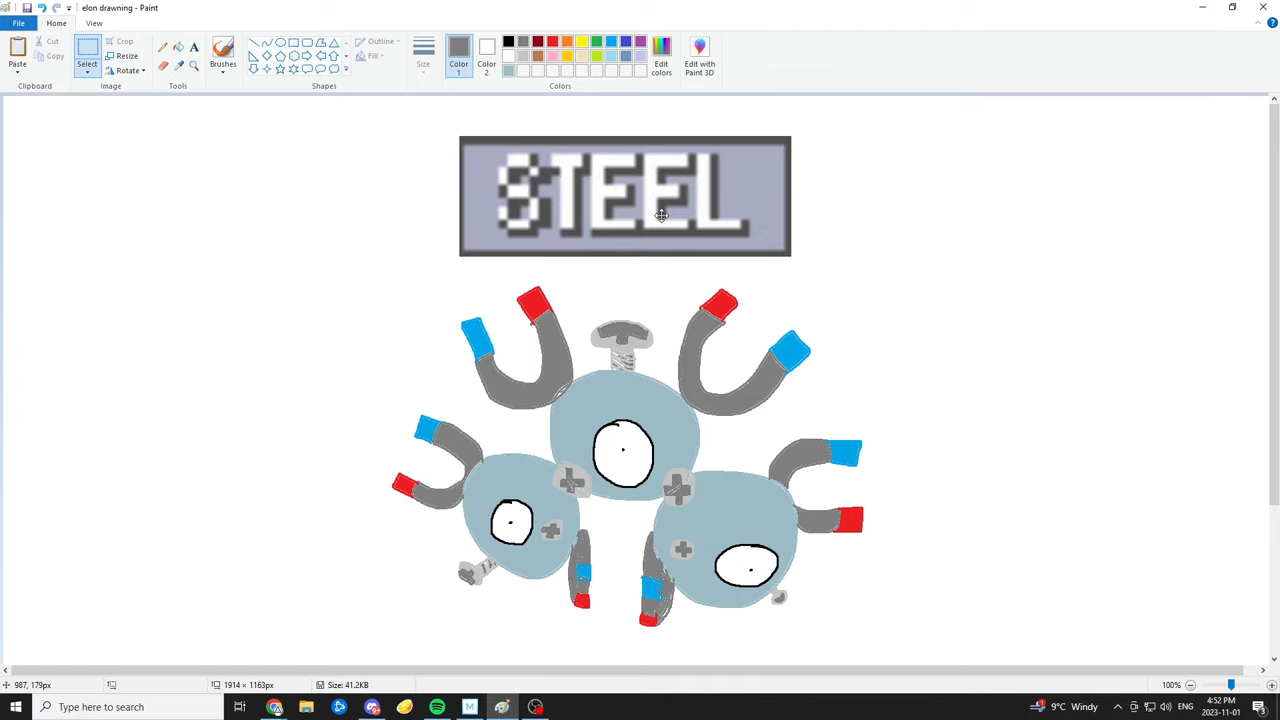 elon drawning - Paint
File
Home
View
Paste
Cut
Copy
Clipboard
Select
Crop
Resize
Rotate
Image
A
Tools
Brushes
Outline
Fill
Shapes
Size
Color 1
Color 2
Edit colors
Edit with Paint 3D
Colors
STEEL
987, 179px
1914 × 1163px
Size: 41.2KB
100%
Type here to search
M
9°C Windy
ENG
4:52 PM
2023-11-01
3